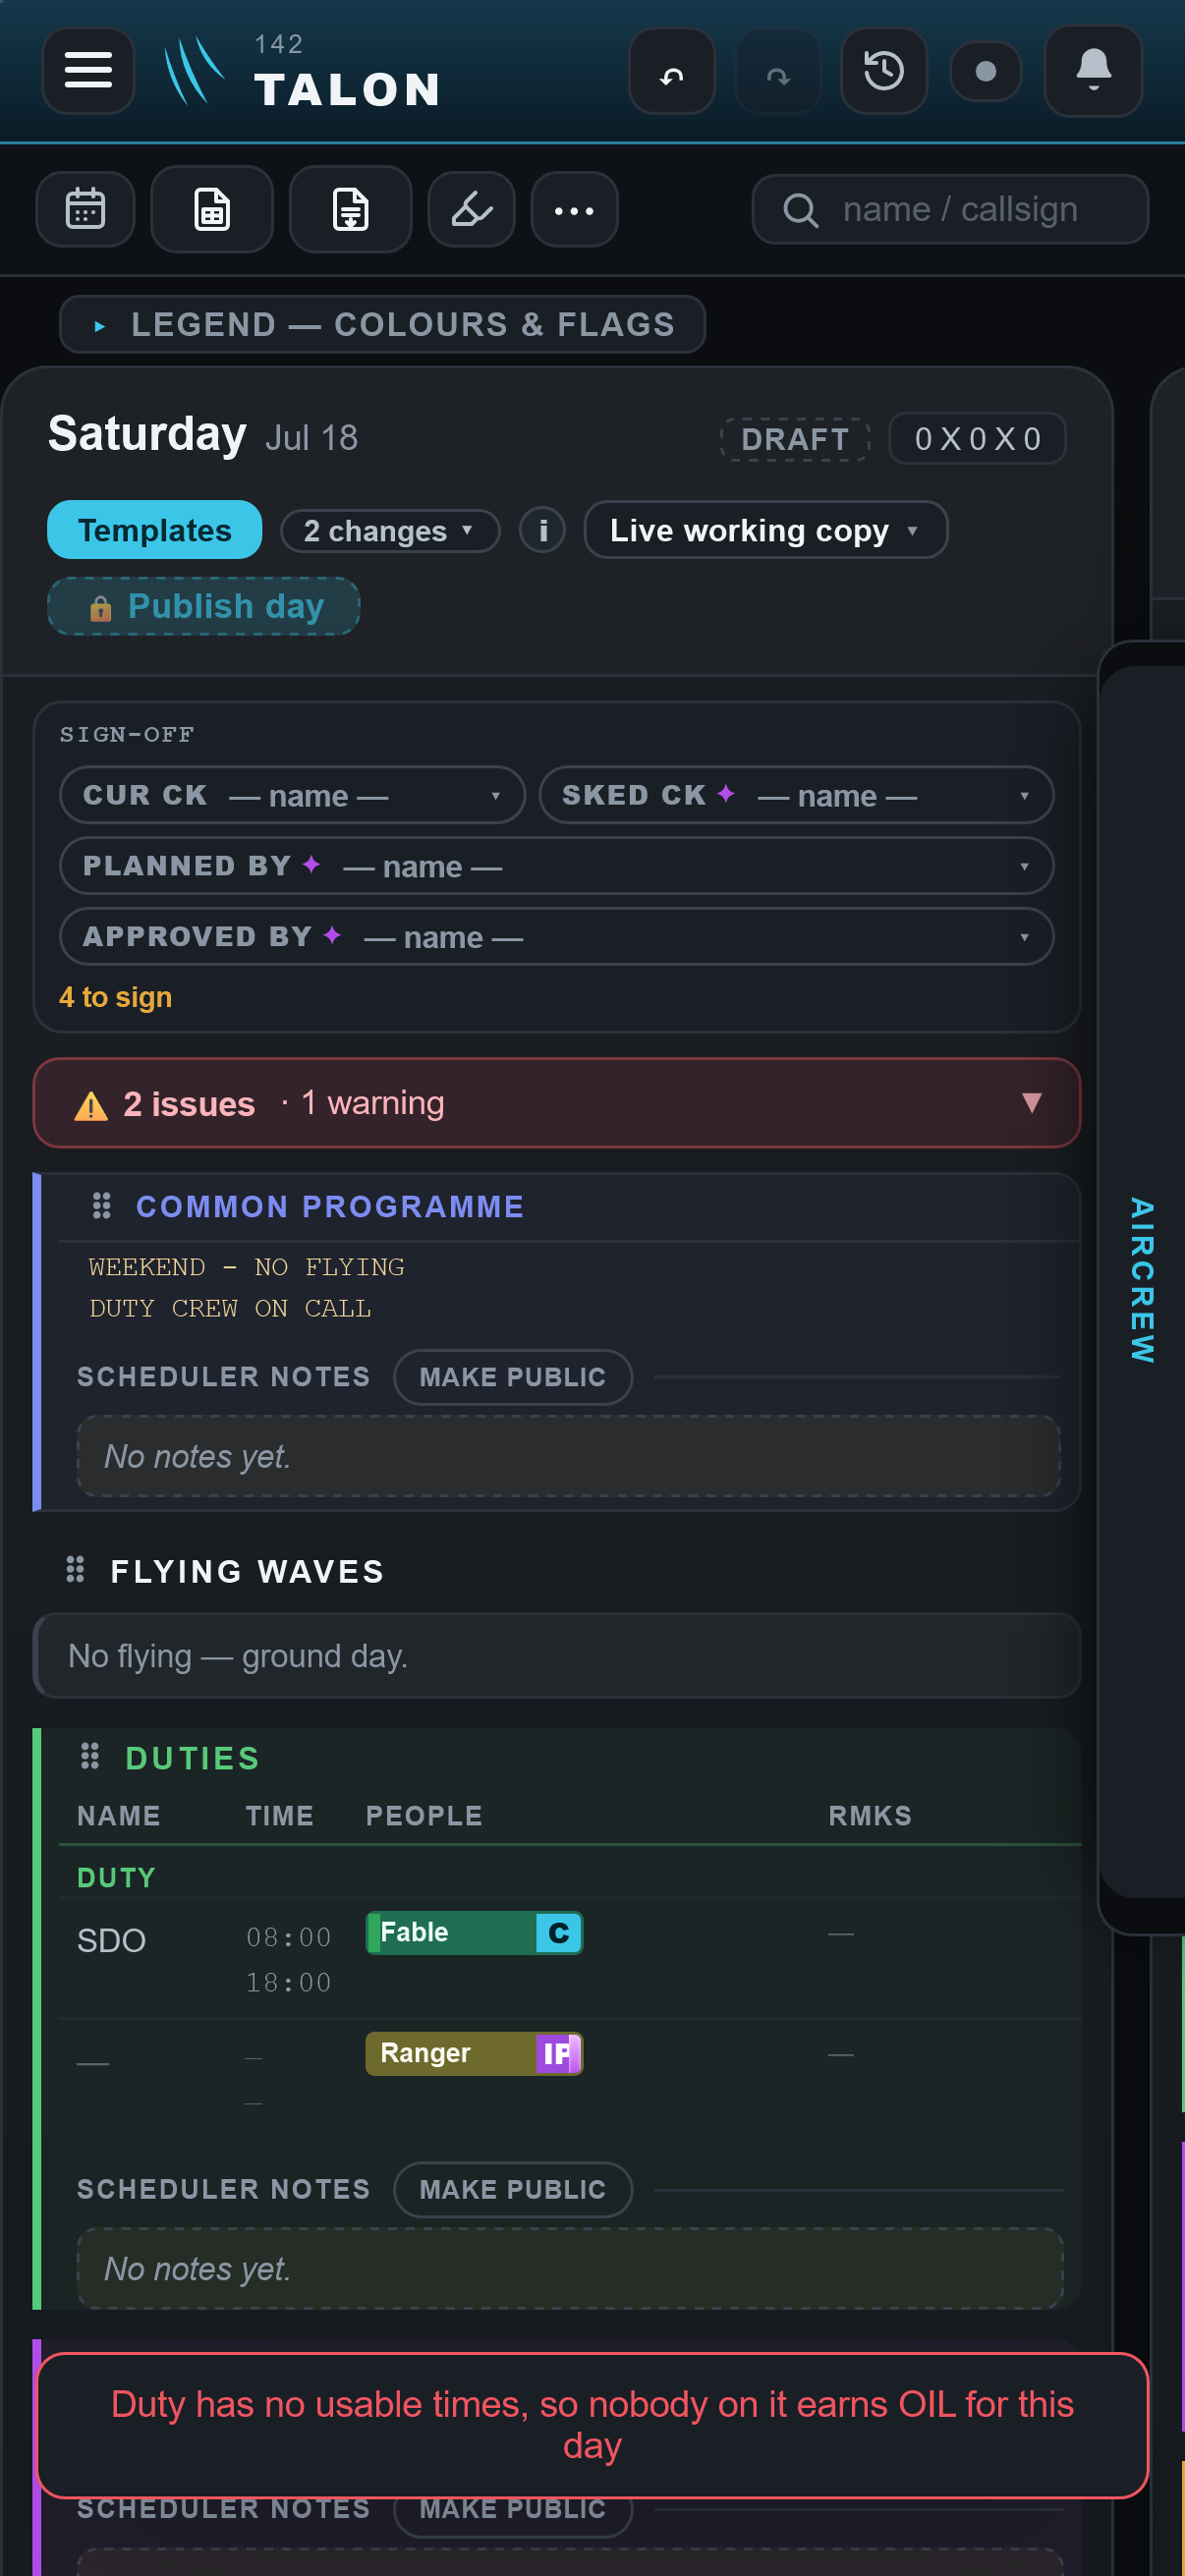 142
TALON
name / callsign
▸ LEGEND — COLOURS & FLAGS
Saturday Jul 18
DRAFT
0 X 0 X 0
Templates
2 changes ▾
i
Live working copy ▾
Publish day
SIGN-OFF
CUR CK — name — ▾
SKED CK ✦ — name — ▾
PLANNED BY ✦ — name — ▾
APPROVED BY ✦ — name — ▾
4 to sign
2 issues · 1 warning ▼
AIRCREW
COMMON PROGRAMME
WEEKEND – NO FLYING
DUTY CREW ON CALL
SCHEDULER NOTES MAKE PUBLIC
No notes yet.
FLYING WAVES
No flying — ground day.
DUTIES
NAME TIME PEOPLE RMKS
DUTY
SDO 08:00 Fable C —
18:00
— – Ranger IP —
–
SCHEDULER NOTES MAKE PUBLIC
No notes yet.
Duty has no usable times, so nobody on it earns OIL for this
day
SCHEDULER NOTES MAKE PUBLIC